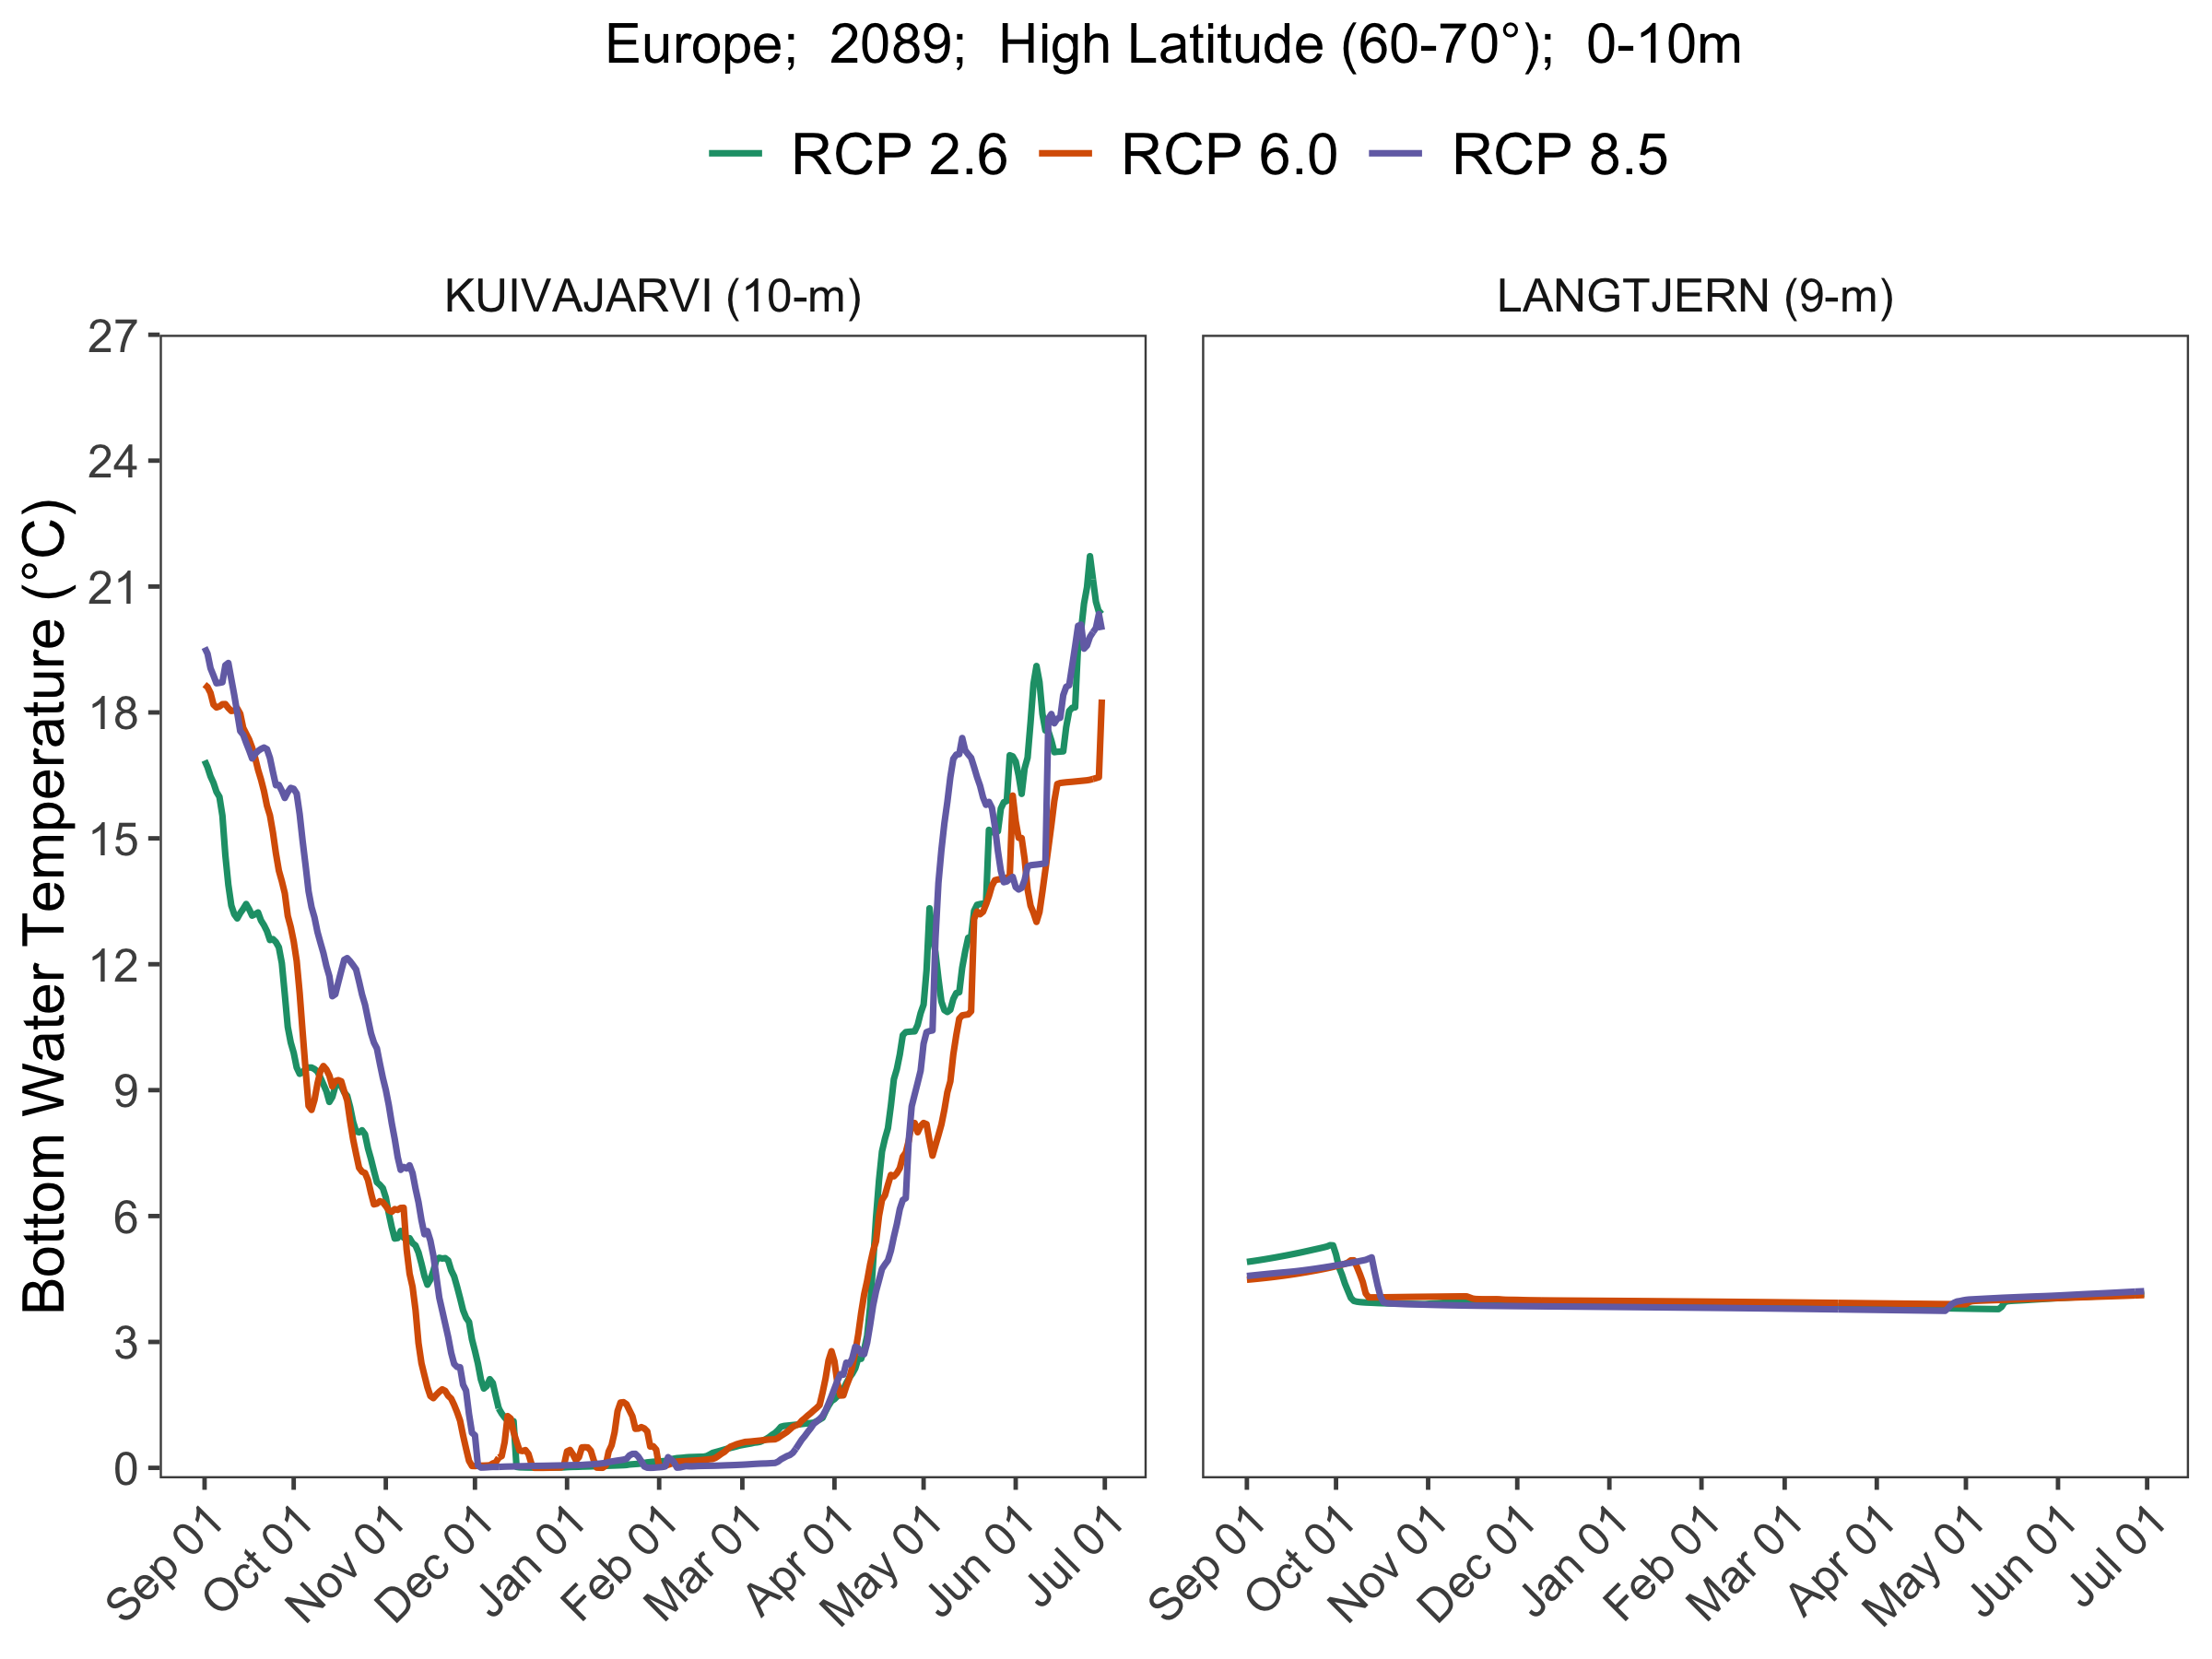 Europe;  2089;  High Latitude (60-70°);  0-10m
RCP 2.6 RCP 6.0 RCP 8.5
KUIVAJARVI (10-m) LANGTJERN (9-m)
Bottom Water Temperature (°C)
27
24
21
18
15
12
9
6
3
0
Sep 01 Oct 01 Nov 01 Dec 01 Jan 01 Feb 01 Mar 01 Apr 01 May 01 Jun 01 Jul 01
Sep 01 Oct 01 Nov 01 Dec 01 Jan 01 Feb 01 Mar 01 Apr 01 May 01 Jun 01 Jul 01